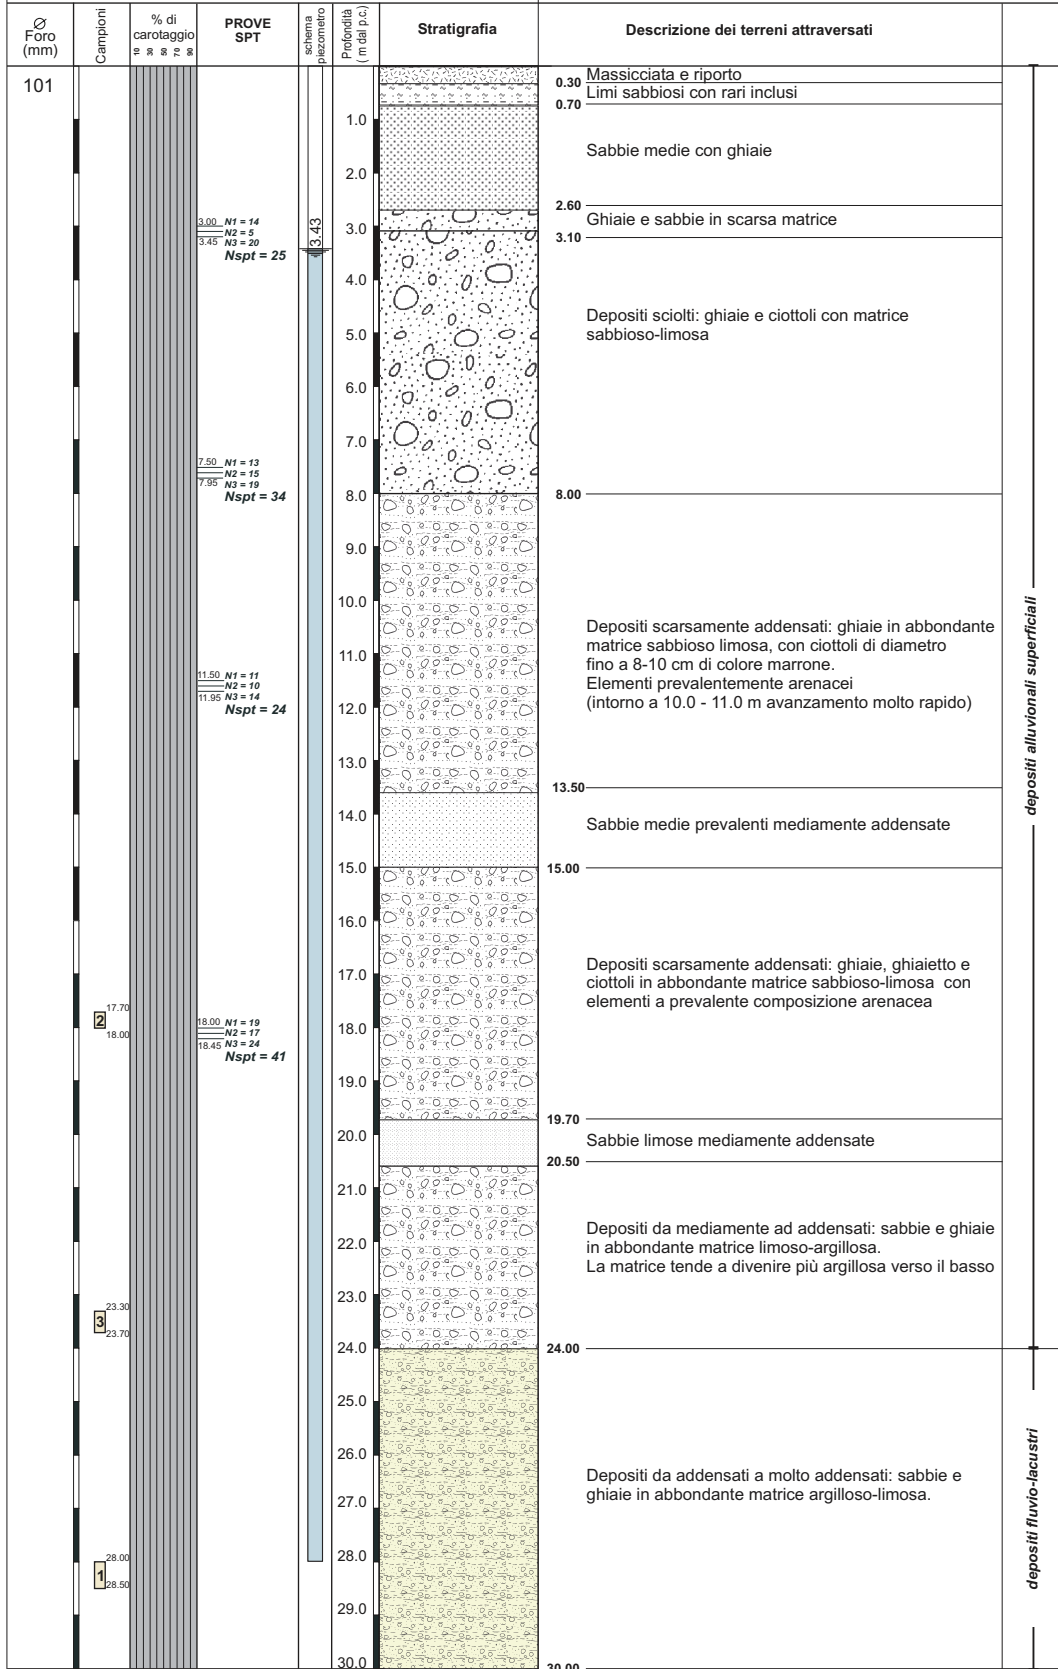 Ø
Foro
(mm)
Campioni
% di
carotaggio
10 30 50 70 90
PROVE
SPT
schema
piezometro
Profondità
( m dal p.c.)
Stratigrafia
Descrizione dei terreni attraversati
101
Massicciata e riporto
0.30
Limi sabbiosi con rari inclusi
0.70
1.0
Sabbie medie con ghiaie
2.0
2.60
Ghiaie e sabbie in scarsa matrice
3.00 N1 = 14
N2 = 5
3.45 N3 = 20
Nspt = 25
3.43
3.0
3.10
4.0
Depositi sciolti: ghiaie e ciottoli con matrice
sabbioso-limosa
5.0
6.0
7.0
7.50 N1 = 13
N2 = 15
7.95 N3 = 19
Nspt = 34
8.0
8.00
9.0
10.0
Depositi scarsamente addensati: ghiaie in abbondante
matrice sabbioso limosa, con ciottoli di diametro
fino a 8-10 cm di colore marrone.
Elementi prevalentemente arenacei
(intorno a 10.0 - 11.0 m avanzamento molto rapido)
11.0
11.50 N1 = 11
N2 = 10
11.95 N3 = 14
Nspt = 24
12.0
13.0
13.50
14.0
Sabbie medie prevalenti mediamente addensate
15.0
15.00
16.0
17.0
Depositi scarsamente addensati: ghiaie, ghiaietto e
ciottoli in abbondante matrice sabbioso-limosa con
elementi a prevalente composizione arenacea
2
17.70
18.00
18.00 N1 = 19
N2 = 17
18.45 N3 = 24
Nspt = 41
18.0
19.0
19.70
20.0
Sabbie limose mediamente addensate
20.50
21.0
22.0
Depositi da mediamente ad addensati: sabbie e ghiaie
in abbondante matrice limoso-argillosa.
La matrice tende a divenire più argillosa verso il basso
23.0
3
23.30
23.70
24.0
24.00
depositi alluvionali superficiali
25.0
26.0
Depositi da addensati a molto addensati: sabbie e
ghiaie in abbondante matrice argilloso-limosa.
27.0
28.0
1
28.00
28.50
29.0
30.0
30.00
depositi fluvio-lacustri